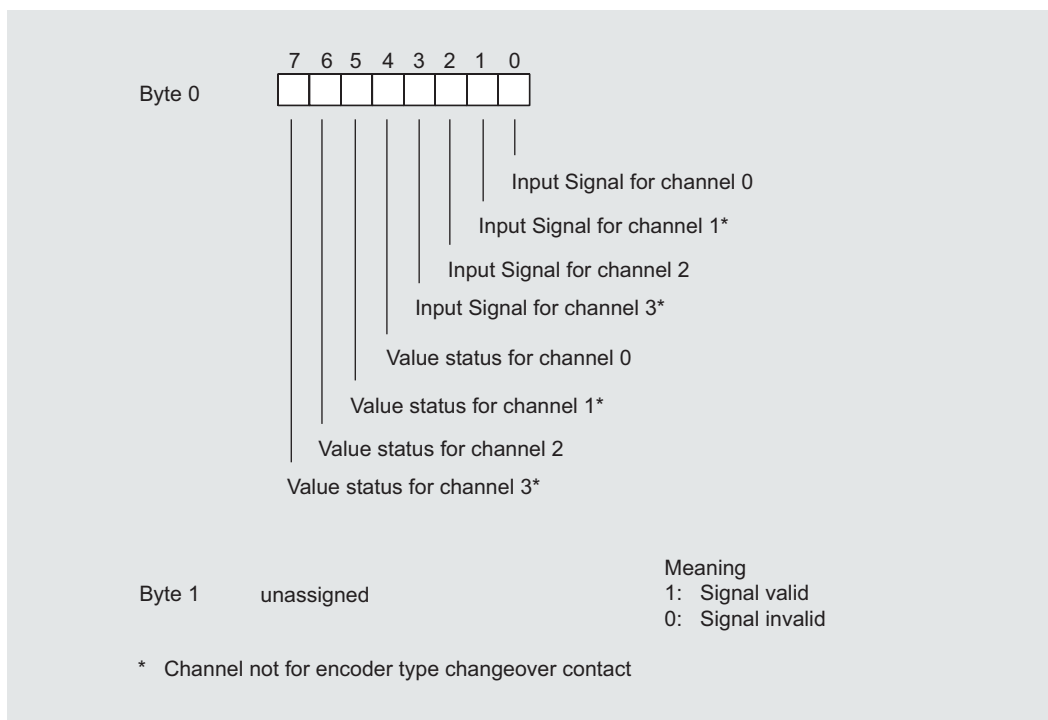 7 6 5 4 3 2 1 0
Byte 0
Input Signal for channel 0
Input Signal for channel 1*
Input Signal for channel 2
Input Signal for channel 3*
Value status for channel 0
Value status for channel 1*
Value status for channel 2
Value status for channel 3*
Meaning
Byte 1 unassigned 1: Signal valid
0: Signal invalid
* Channel not for encoder type changeover contact